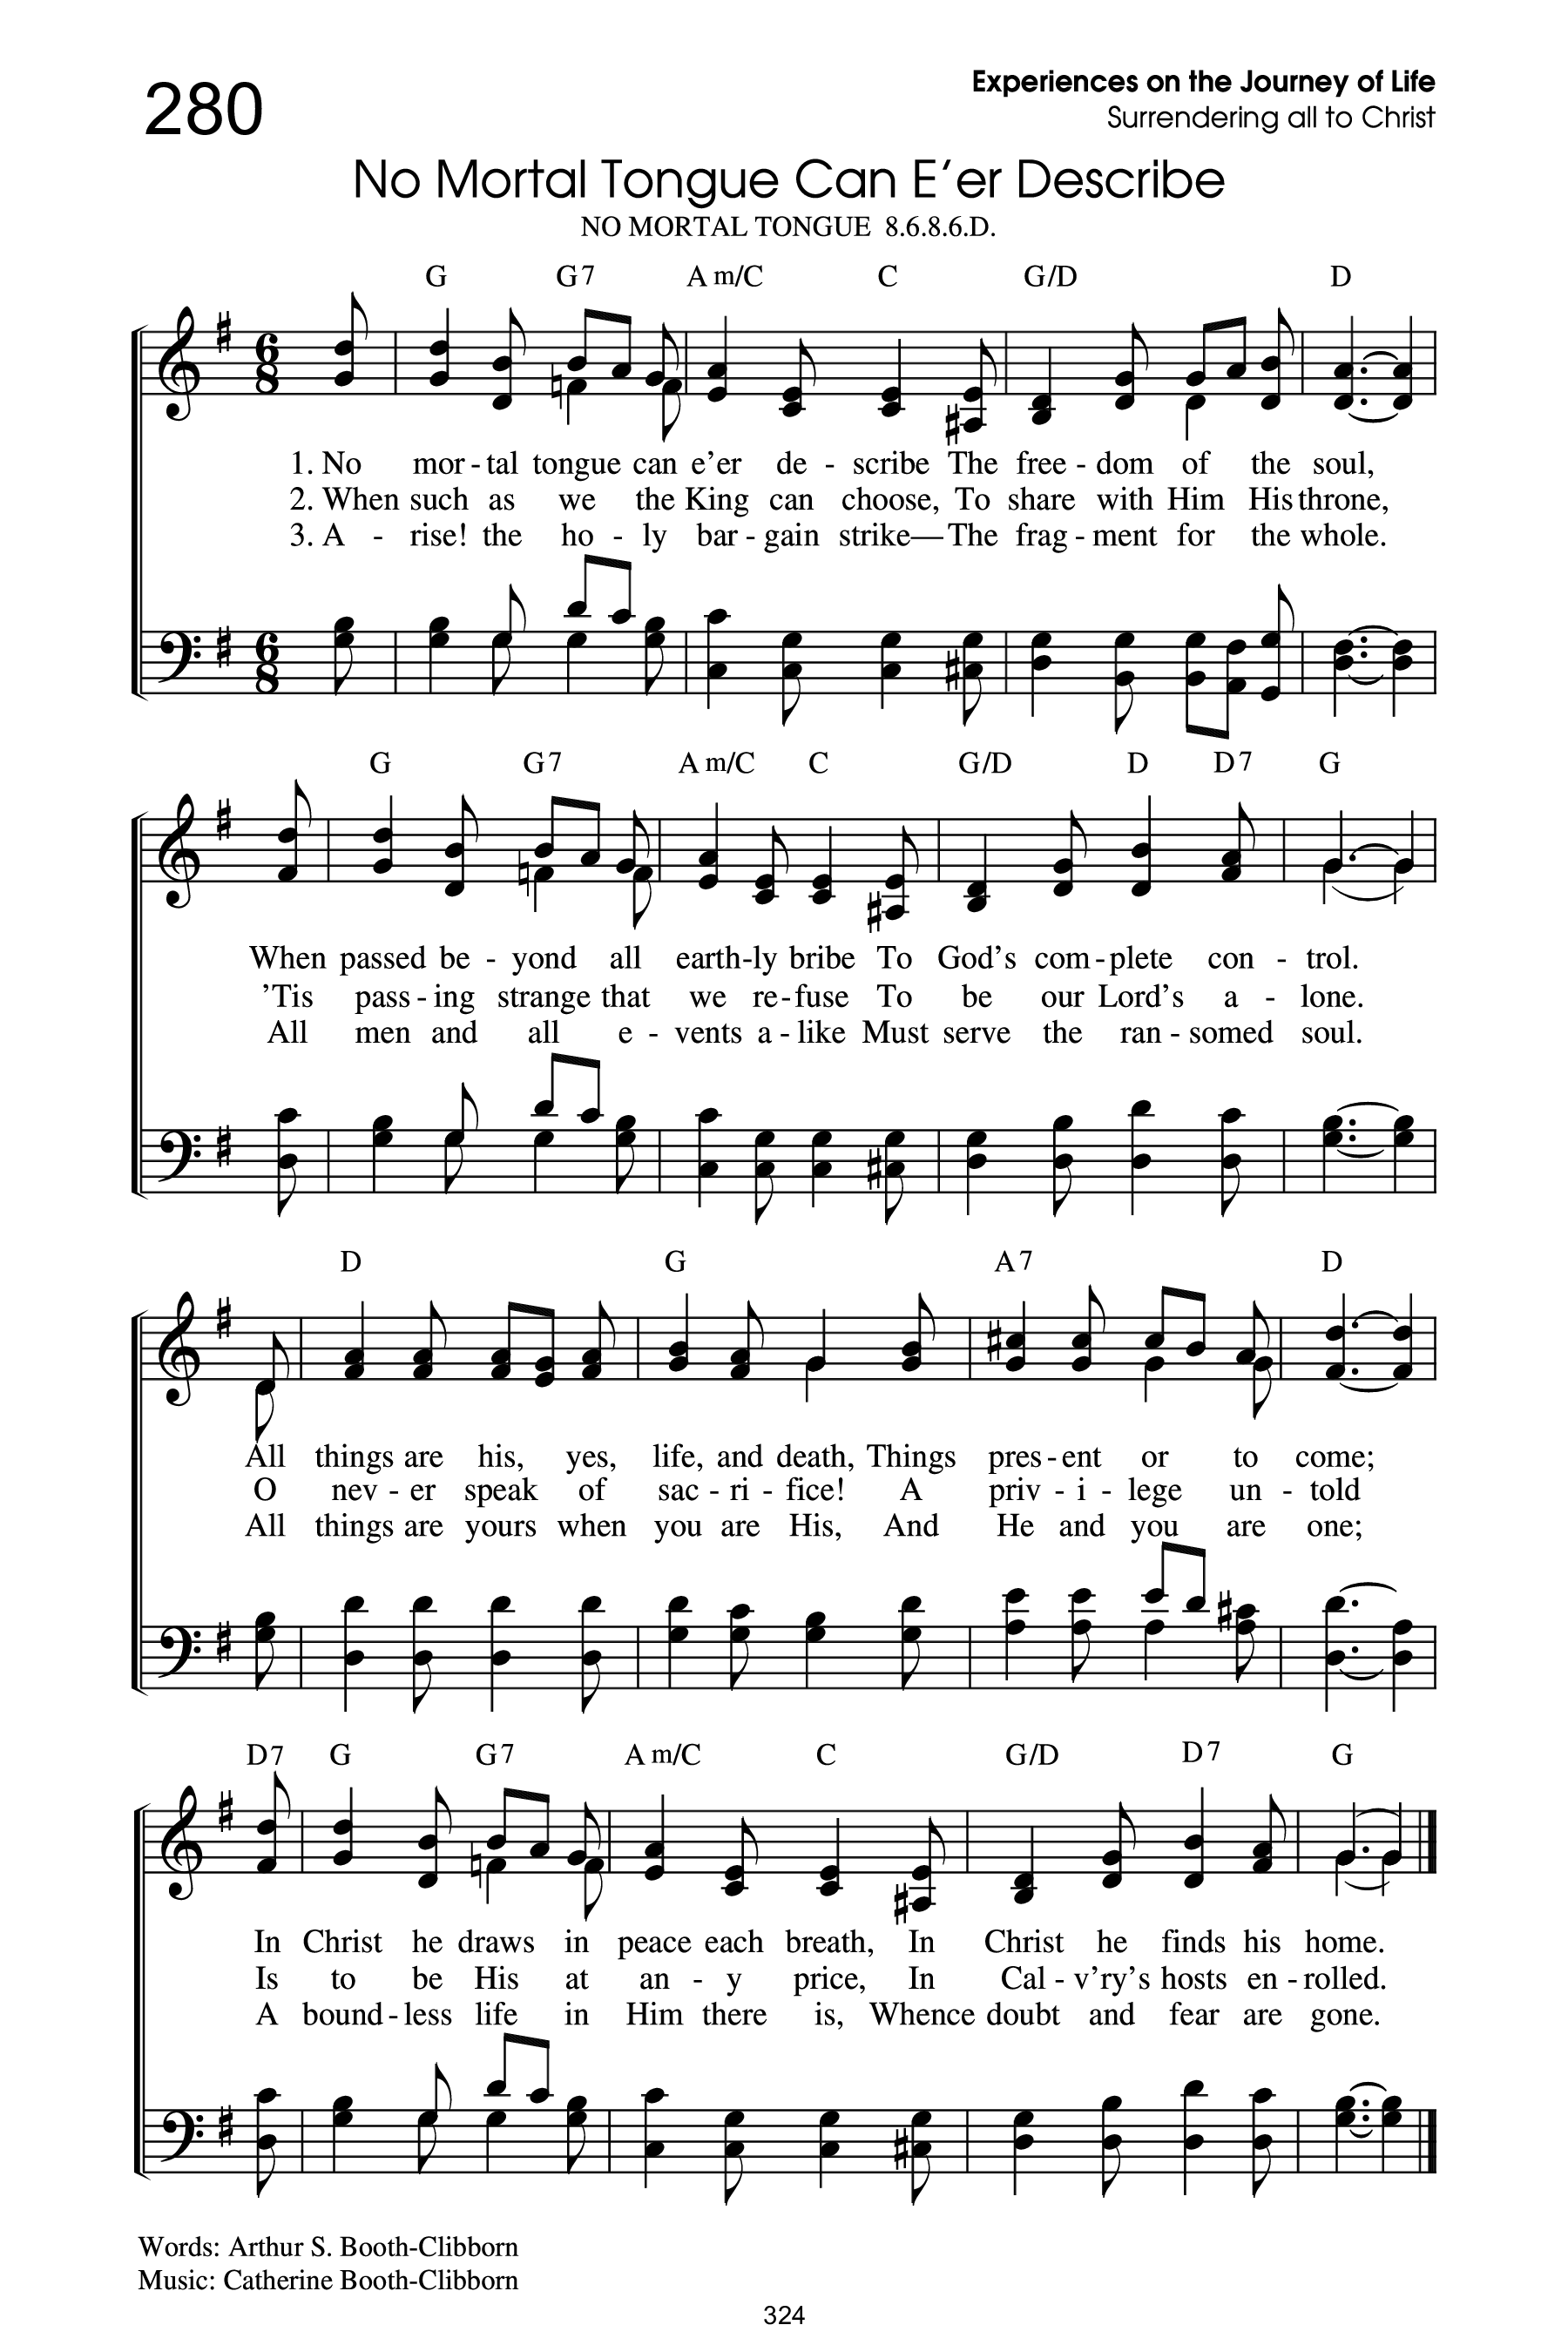 280
Experiences on the Journey of Life
Surrendering all to Christ
No Mortal Tongue Can E’er Describe
NO MORTAL TONGUE 8.6.8.6.D.
G G7 Am/C C G/D D
6 8
1. No mor - tal tongue can e’er de - scribe The free - dom of the soul,
2. When such as we the King can choose, To share with Him His throne,
3. A - rise! the ho - ly bar - gain strike— The frag - ment for the whole.
6 8
G G7 Am/C C G/D D D7 G
When passed be - yond all earth - ly bribe To God’s com - plete con - trol.
’Tis pass - ing strange that we re - fuse To be our Lord’s a - lone.
All men and all e - vents a - like Must serve the ran - somed soul.
D G A7 D
All things are his, yes, life, and death, Things pres - ent or to come;
O nev - er speak of sac - ri - fice! A priv - i - lege un - told
All things are yours when you are His, And He and you are one;
D7 G G7 Am/C C G/D D7 G
In Christ he draws in peace each breath, In Christ he finds his home.
Is to be His at an - y price, In Cal - v’ry’s hosts en - rolled.
A bound - less life in Him there is, Whence doubt and fear are gone.
Words: Arthur S. Booth-Clibborn
Music: Catherine Booth-Clibborn
324